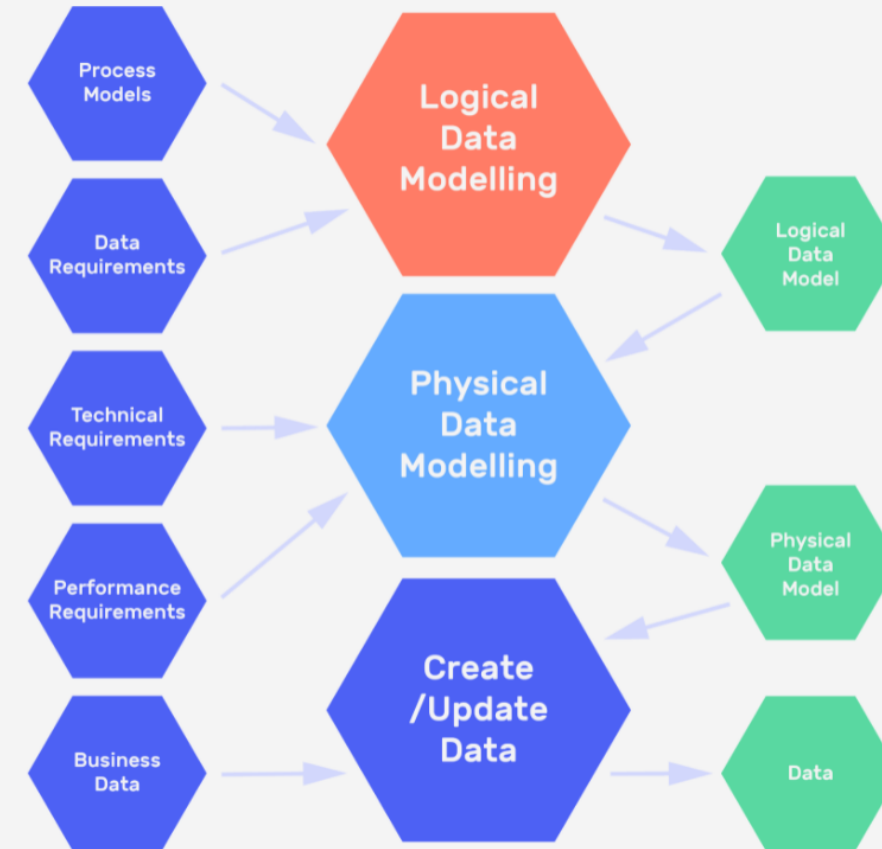 Process
Models
Logical
Data
Modelling
Data
Requirements
Logical
Data
Model
Technical
Requirements
Physical
Data
Modelling
Performance
Requirements
Physical
Data
Model
Create
/Update
Data
Business
Data
Data